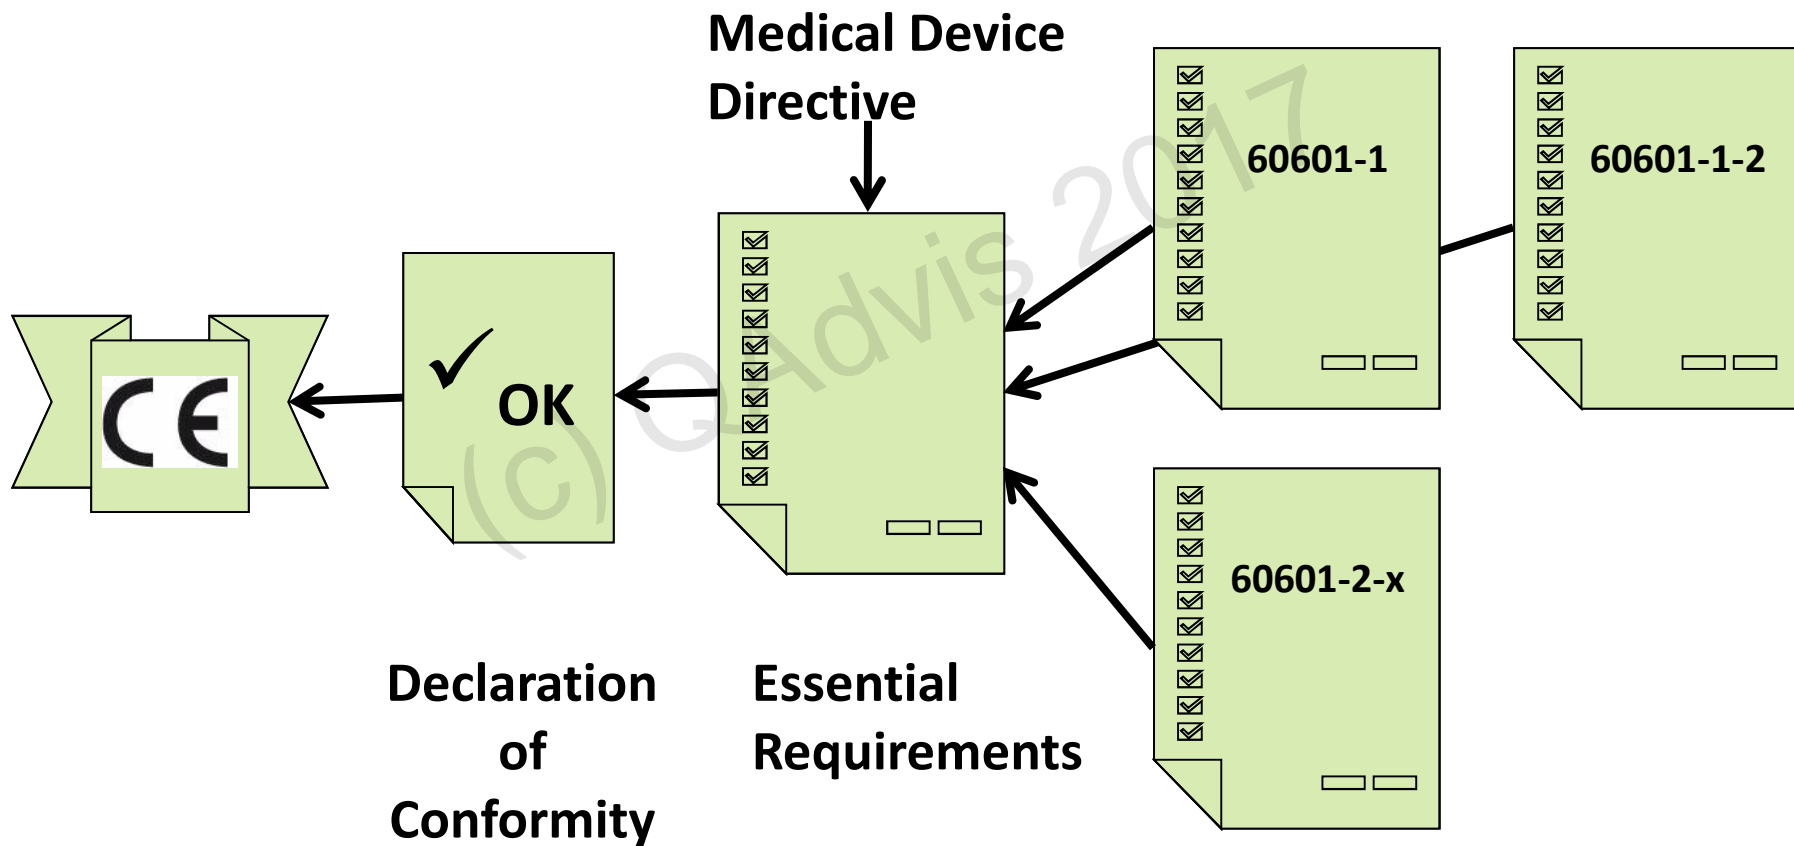 Medical Device
Directive
60601-1
60601-1-2
CE
✓ OK
60601-2-x
Declaration
of
Conformity
Essential
Requirements
(c) QAdvis 2017